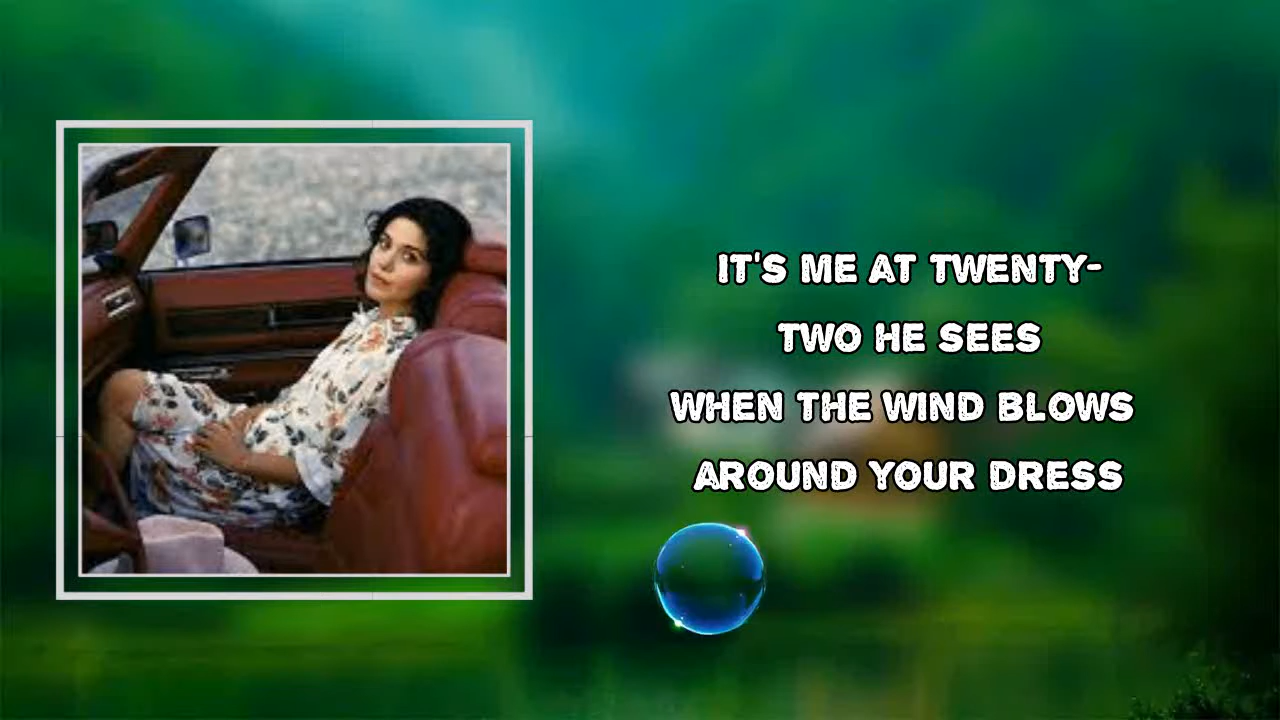 IT'S ME AT TWENTY-
TWO HE SEES
WHEN THE WIND BLOWS
AROUND YOUR DRESS